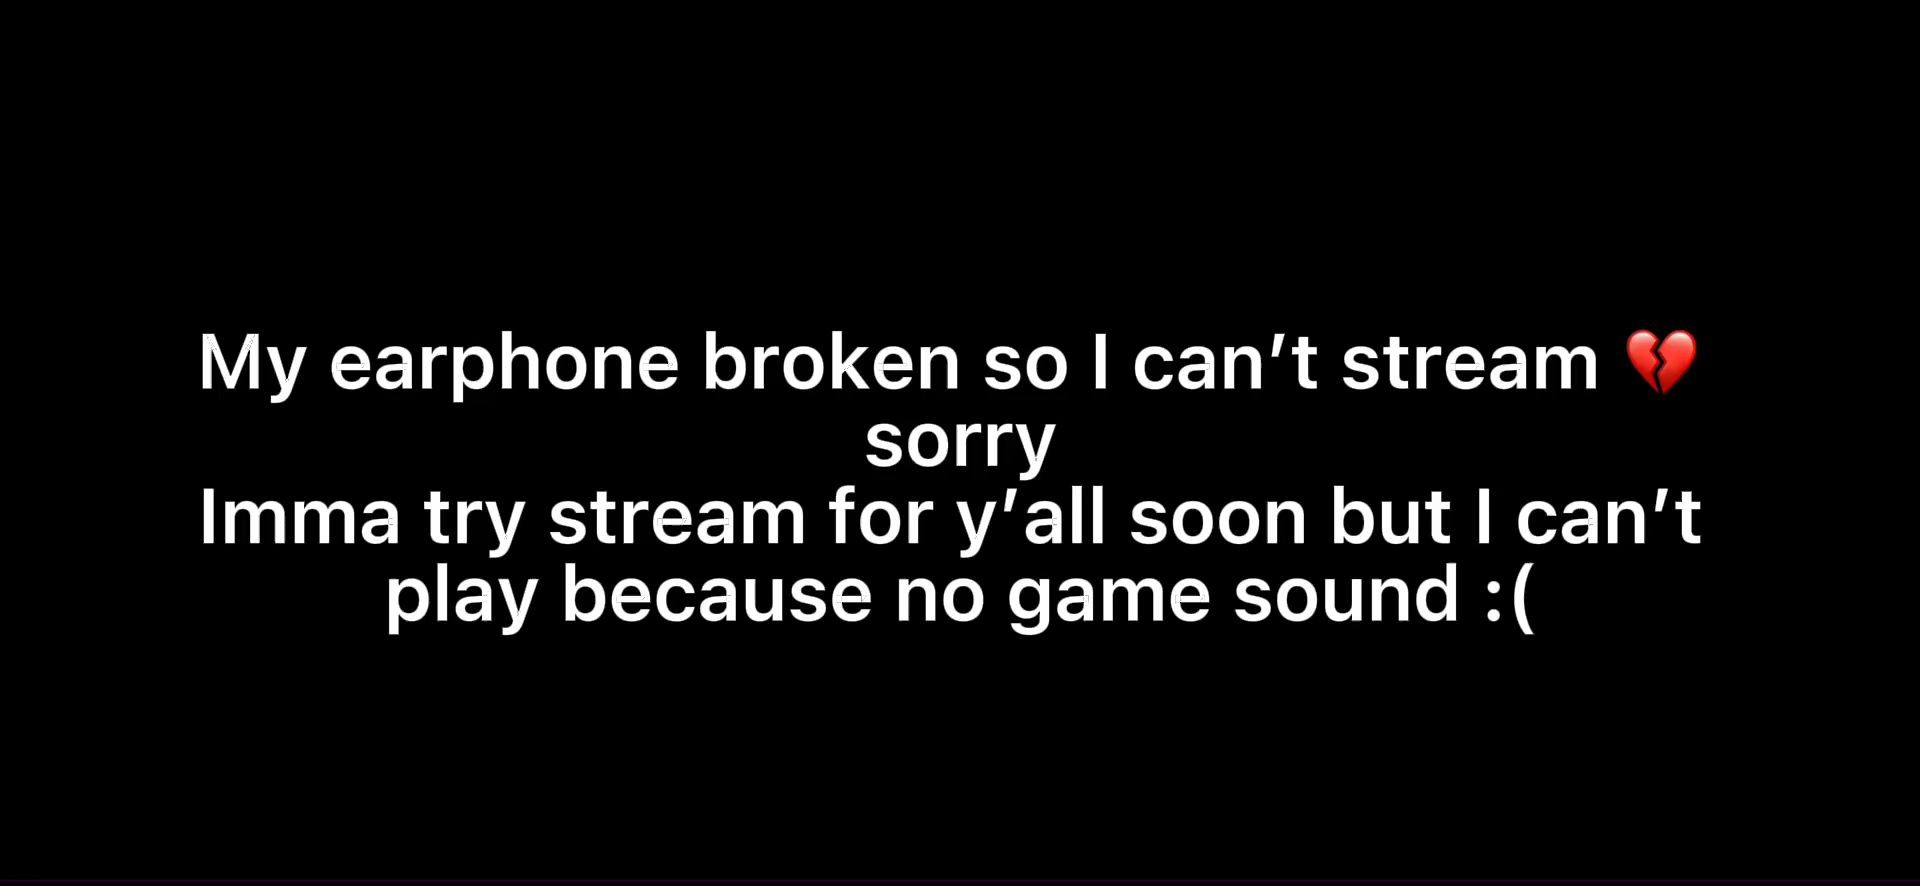 My earphone broken so I can’t stream 💔
sorry
Imma try stream for y’all soon but I can’t
play because no game sound :(